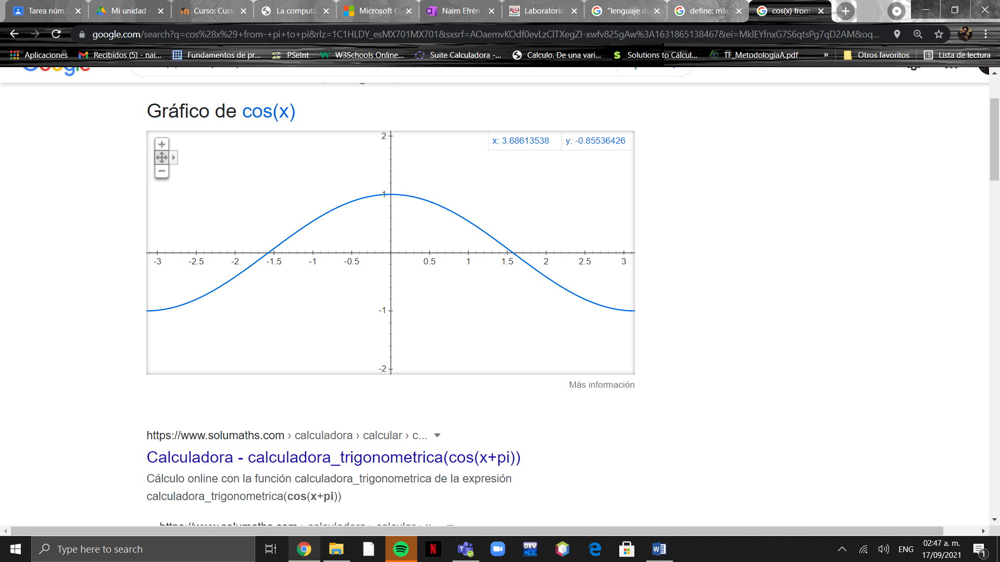 Tarea núm.
Mi unidad -
Curso: Curs
La computa
Microsoft O
Naim Efrén
Laboratorio
"lenguaje d
define: mác
cos(x) from
google.com/search?q=cos%28x%29+from-+pi+to+pi&rlz=1C1HLDY_esMX701MX701&sxsrf=AOaemvKOdf0evLzClTXegZI-xwfv825gAw%3A1631865138467&ei=MklEYfnxG7S6qtsPg7qD2AM&oq...
Aplicaciones
Recibidos (5) - nai...
Fundamentos de pr...
PSeInt
W3Schools Online...
Suite Calculadora -...
Calculo. De una vari...
Solutions to Cálcul...
TF_MetodologiaA.pdf
»
Otros favoritos
Lista de lectura
Gráfico de cos(x)
x: 3.68613538
y: -0.85536426
2
1
-3 -2.5 -2 -1.5 -1 -0.5 0.5 1 1.5 2 2.5 3
-1
-2
Más información
https://www.solumaths.com › calculadora › calcular › c...
Calculadora - calculadora_trigonometrica(cos(x+pi))
Cálculo online con la función calculadora_trigonometrica de la expresión
calculadora_trigonometrica(cos(x+pi))
Type here to search
DEV
ENG
02:47 a. m.
17/09/2021
1